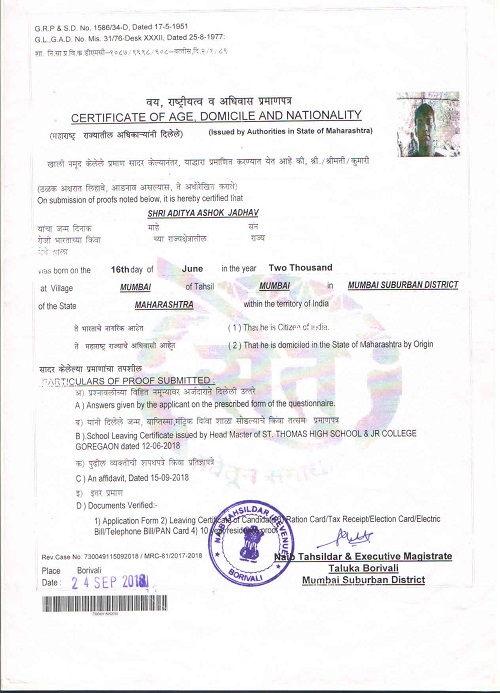 G.R.P & S.D. No. 1586/34-D, Dated 17-5-1951
G.L.,G.A.D. No. Mis. 31/76-Desk XXXII, Dated 25-8-1977:
वय, राष्ट्रीयत्व व अधिवास प्रमाणपत्र
CERTIFICATE OF AGE, DOMICILE AND NATIONALITY
(महाराष्ट्र राज्यातील अधिकाऱ्यांनी दिलेले) (Issued by Authorities in State of Maharashtra)
खाली नमूद केलेले प्रमाण सादर केल्यानंतर, याद्वारा प्रमाणित करण्यात येत आहे की, श्री./श्रीमती/कुमारी
(ठळक अक्षरात लिहावे, आडनाव असल्यास, ते अधोरेखित करावे)
On submission of proofs noted below, it is hereby certified that
SHRI ADITYA ASHOK JADHAV
यांचा जन्म दिनांक माहे सन
रोजी भारताच्या किंवा थ्या राज्यक्षेत्रातील राज्य
was born on the 16th day of June in the year Two Thousand
at Village MUMBAI of Tahsil MUMBAI in MUMBAI SUBURBAN DISTRICT
of the State MAHARASHTRA within the territory of India
ते भारताचे नागरिक आहेत ( 1 ) That he is Citizen of India.
ते महाराष्ट्र राज्याचे अधिवासी आहेत ( 2 ) That he is domiciled in the State of Maharashtra by Origin
सादर केलेल्या प्रमाणांचा तपशील
PARTICULARS OF PROOF SUBMITTED :
अ) प्रश्नावलीच्या विहित नमून्यावर अर्जदाराने दिलेली उत्तरे
A ) Answers given by the applicant on the prescribed form of the questionnaire.
ब) यांनी दिलेले जन्म, बाप्तिस्मा,मॅट्रिक किंवा शाळा सोडल्याचे किंवा तत्सम प्रमाणपत्र
B ).School Leaving Certificate issued by Head Master of ST. THOMAS HIGH SCHOOL & JR COLLEGE
GOREGAON dated 12-06-2018
क) पुढील व्यक्तीची शपथपत्रे किंवा प्रतिज्ञापत्रे
C ) An affidavit, Dated 15-09-2018
इ) इतर प्रमाण
D ) Documents Verified:-
1) Application Form 2) Leaving Certificate of Candidate 3) Ration Card/Tax Receipt/Election Card/Electric
Bill/Telephone Bill/PAN Card 4) 10 year residence proof
NAIB TAHSILDAR (REVENUE)
BORIVALI
Rev.Case No. 730049115092018 / MRC-81/2017-2018
Naib Tahsildar & Executive Magistrate
Place Borivali
Taluka Borivali
Date : 24 SEP 2018
Mumbai Suburban District